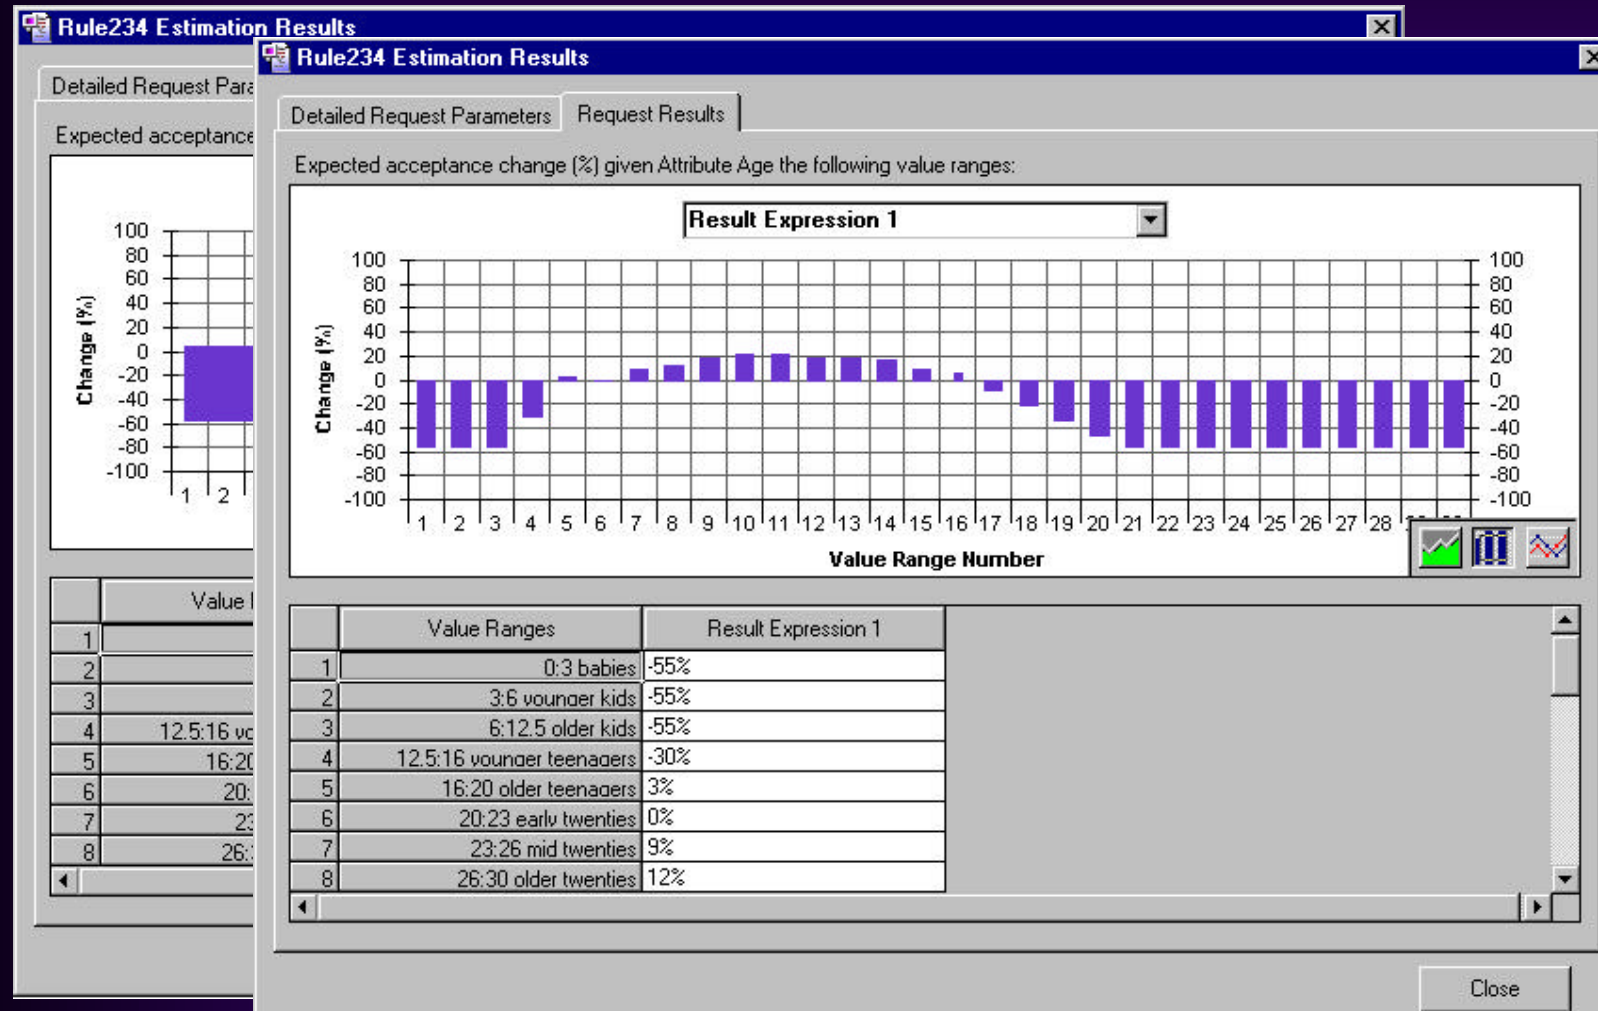 Rule234 Estimation Results
Detailed Request Para
Expected acceptance
100
80
60
40
20
0
-20
-40
-60
-80
-100
Change (%)
1 2
Value
1
2
3
4 12.5:16 yo
5 16:20
6 20:
7 23
8 26:
Rule234 Estimation Results
Detailed Request Parameters Request Results
Expected acceptance change (%) given Attribute Age the following value ranges:
Result Expression 1
100 100
80 80
60 60
40 40
20 20
0 0
-20 -20
-40 -40
-60 -60
-80 -80
-100 -100
Change (%)
1 2 3 4 5 6 7 8 9 10 11 12 13 14 15 16 17 18 19 20 21 22 23 24 25 26 27 28
Value Range Number
Value Ranges Result Expression 1
1 0:3 babies -55%
2 3:6 younger kids -55%
3 6:12.5 older kids -55%
4 12.5:16 younger teenagers -30%
5 16:20 older teenagers 3%
6 20:23 early twenties 0%
7 23:26 mid twenties 9%
8 26:30 older twenties 12%
Close